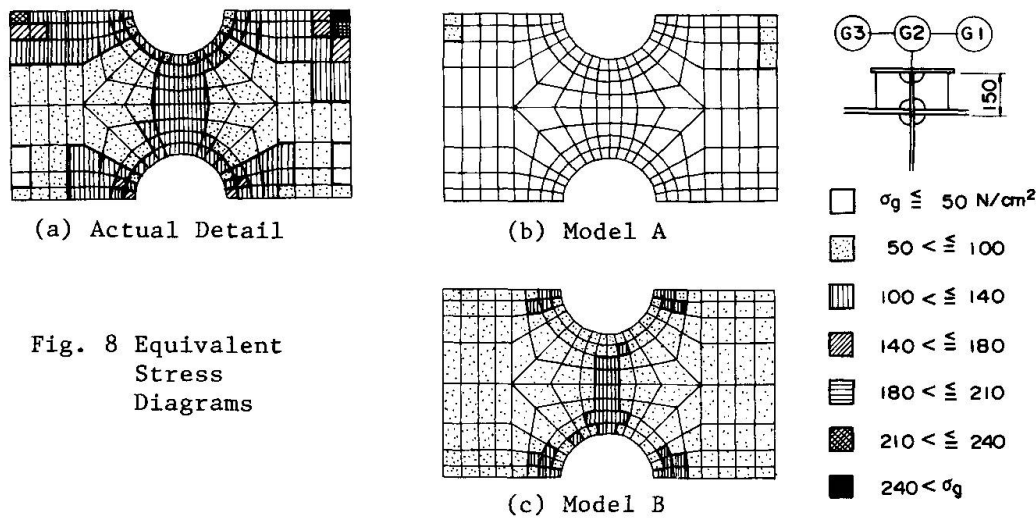 (a) Actual Detail
(b) Model A
Fig. 8 Equivalent
Stress
Diagrams
(c) Model B
G3 G2 G1
150
σg ≦ 50 N/cm²
50 < ≦ 100
100 < ≦ 140
140 < ≦ 180
180 < ≦ 210
210 < ≦ 240
240 < σg